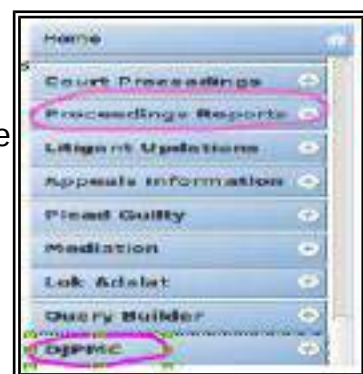 Home
s
Court Proceedings
Proceedings Reports
e
Litigant Updations
Appeals Information
Plead Guilty
Mediation
Lok Adalat
Query Builder
DJPMC